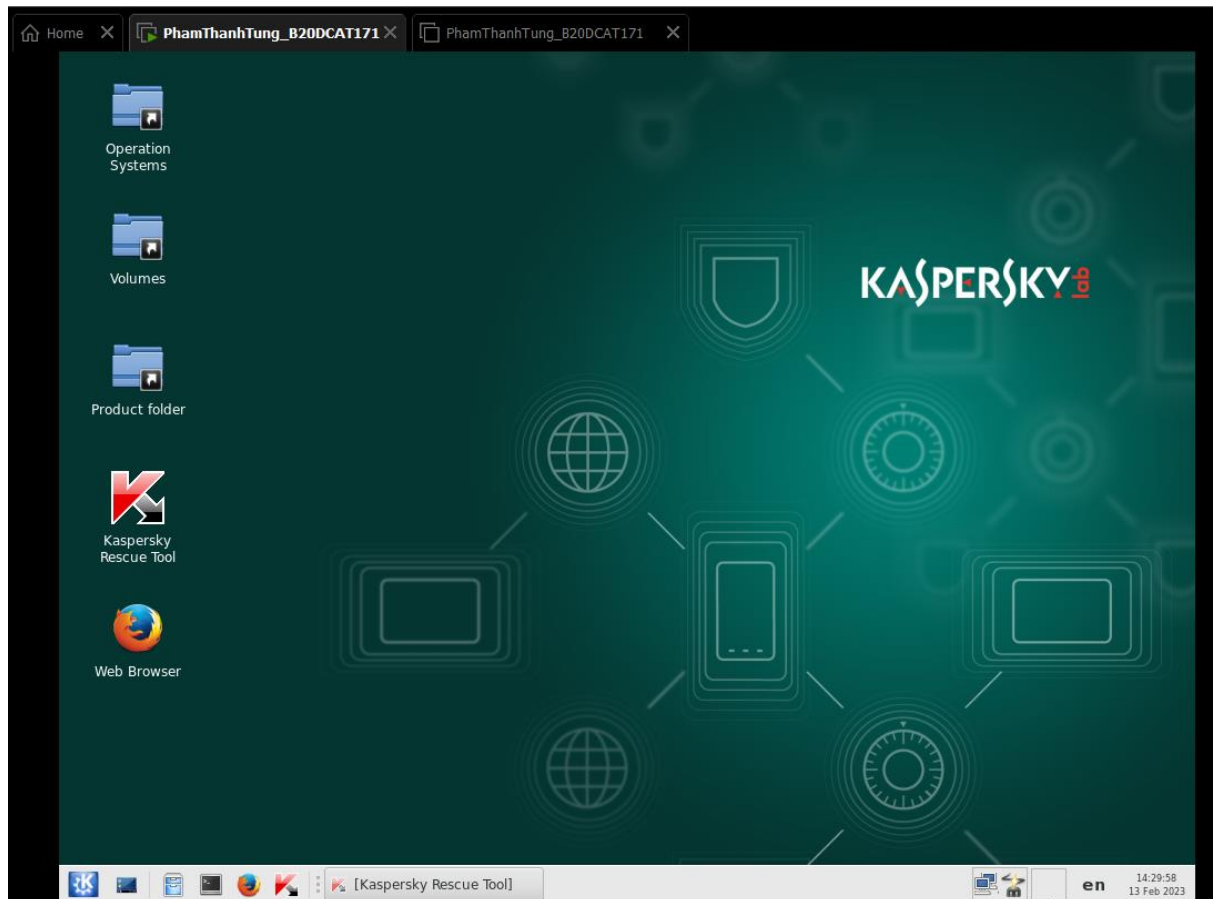 Home
PhamThanhTung_B20DCAT171
PhamThanhTung_B20DCAT171
Operation
Systems
Volumes
KASPERSKY lab
Product folder
Kaspersky
Rescue Tool
Web Browser
[Kaspersky Rescue Tool]
en
14:29:58
13 Feb 2023